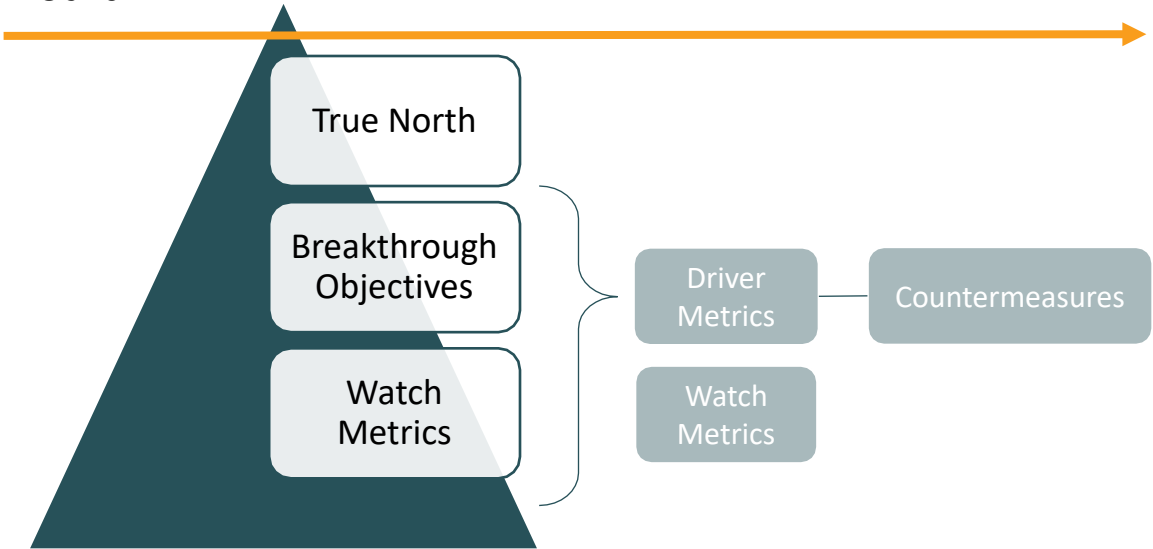 True North
Breakthrough
Objectives
Watch
Metrics
Driver
Metrics
Countermeasures
Watch
Metrics